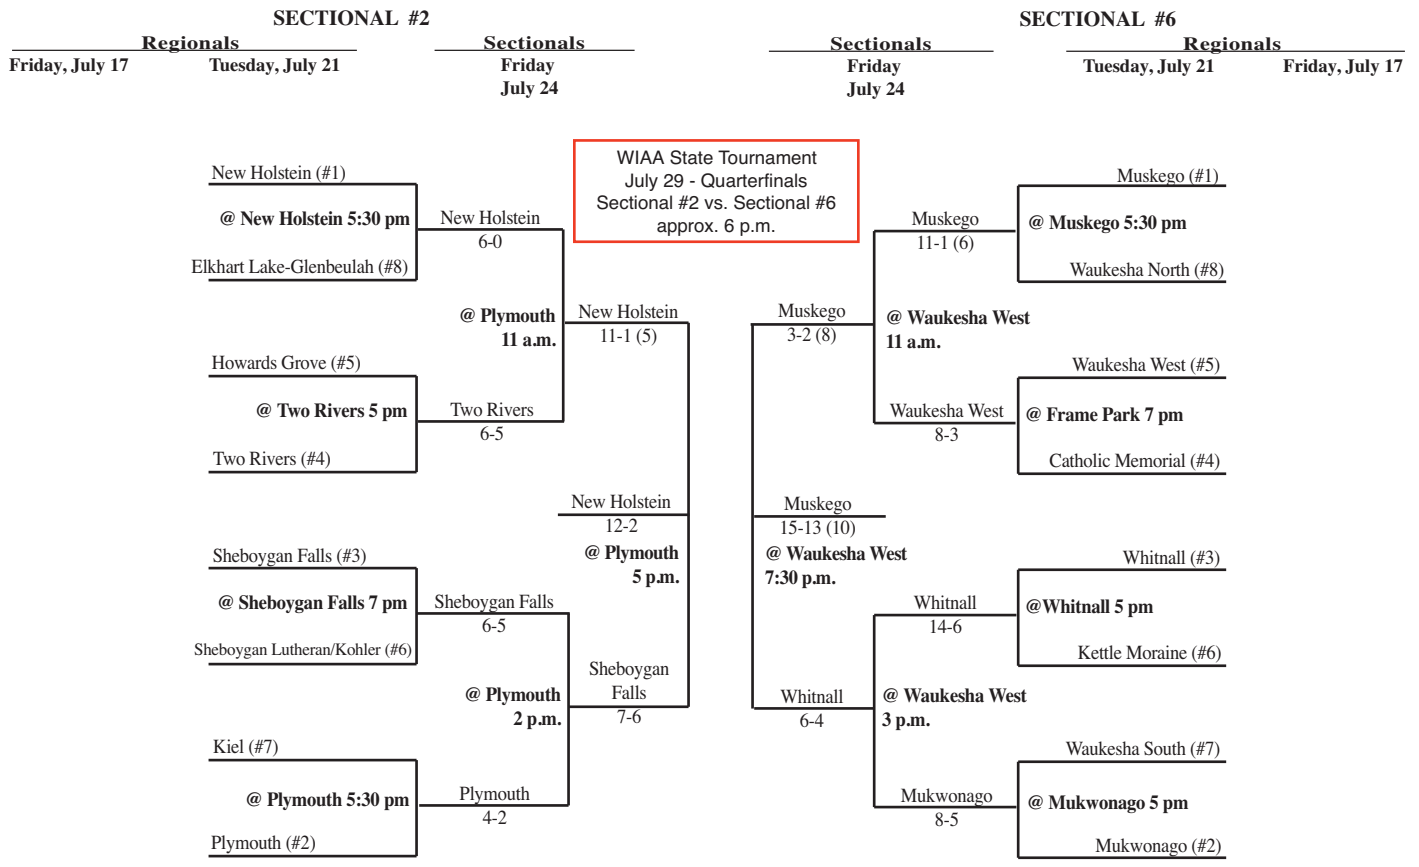 SECTIONAL #2
Regionals
Sectionals
Friday, July 17
Tuesday, July 21
Friday
July 24
New Holstein (#1)
@ New Holstein 5:30 pm
Elkhart Lake-Glenbeulah (#8)
New Holstein
6-0
Howards Grove (#5)
@ Two Rivers 5 pm
Two Rivers (#4)
Two Rivers
6-5
@ Plymouth
11 a.m.
New Holstein
11-1 (5)
Sheboygan Falls (#3)
@ Sheboygan Falls 7 pm
Sheboygan Lutheran/Kohler (#6)
Sheboygan Falls
6-5
Kiel (#7)
@ Plymouth 5:30 pm
Plymouth (#2)
Plymouth
4-2
@ Plymouth
2 p.m.
Sheboygan
Falls
7-6
New Holstein
12-2
@ Plymouth
5 p.m.
WIAA State Tournament
July 29 - Quarterfinals
Sectional #2 vs. Sectional #6
approx. 6 p.m.
SECTIONAL #6
Sectionals
Regionals
Friday
July 24
Tuesday, July 21
Friday, July 17
Muskego (#1)
@ Muskego 5:30 pm
Waukesha North (#8)
Muskego
11-1 (6)
Waukesha West (#5)
@ Frame Park 7 pm
Catholic Memorial (#4)
Waukesha West
8-3
@ Waukesha West
11 a.m.
Muskego
3-2 (8)
Whitnall (#3)
@Whitnall 5 pm
Kettle Moraine (#6)
Whitnall
14-6
Waukesha South (#7)
@ Mukwonago 5 pm
Mukwonago (#2)
Mukwonago
8-5
@ Waukesha West
3 p.m.
Whitnall
6-4
Muskego
15-13 (10)
@ Waukesha West
7:30 p.m.